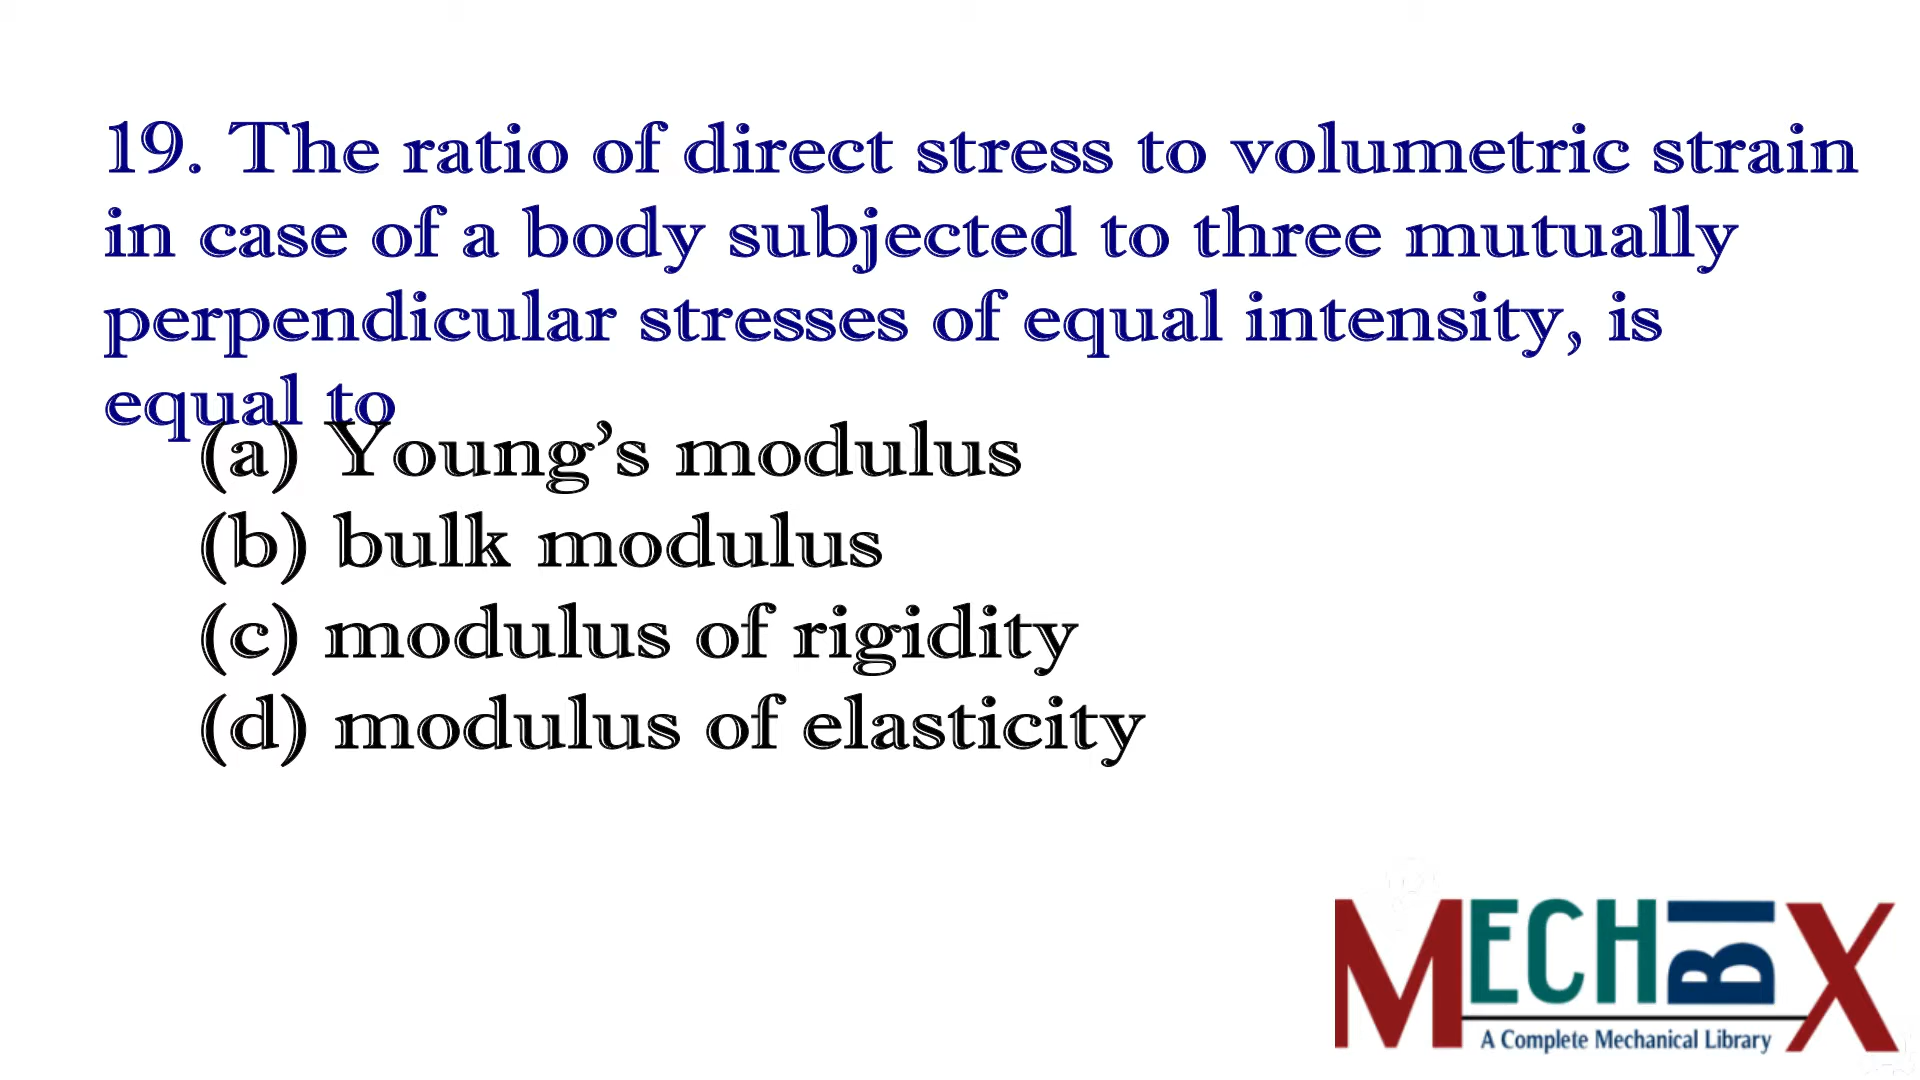 19. The ratio of direct stress to volumetric strain
in case of a body subjected to three mutually
perpendicular stresses of equal intensity, is
equal to
(a) Young’s modulus
(b) bulk modulus
(c) modulus of rigidity
(d) modulus of elasticity
MECHBIX
A Complete Mechanical Library